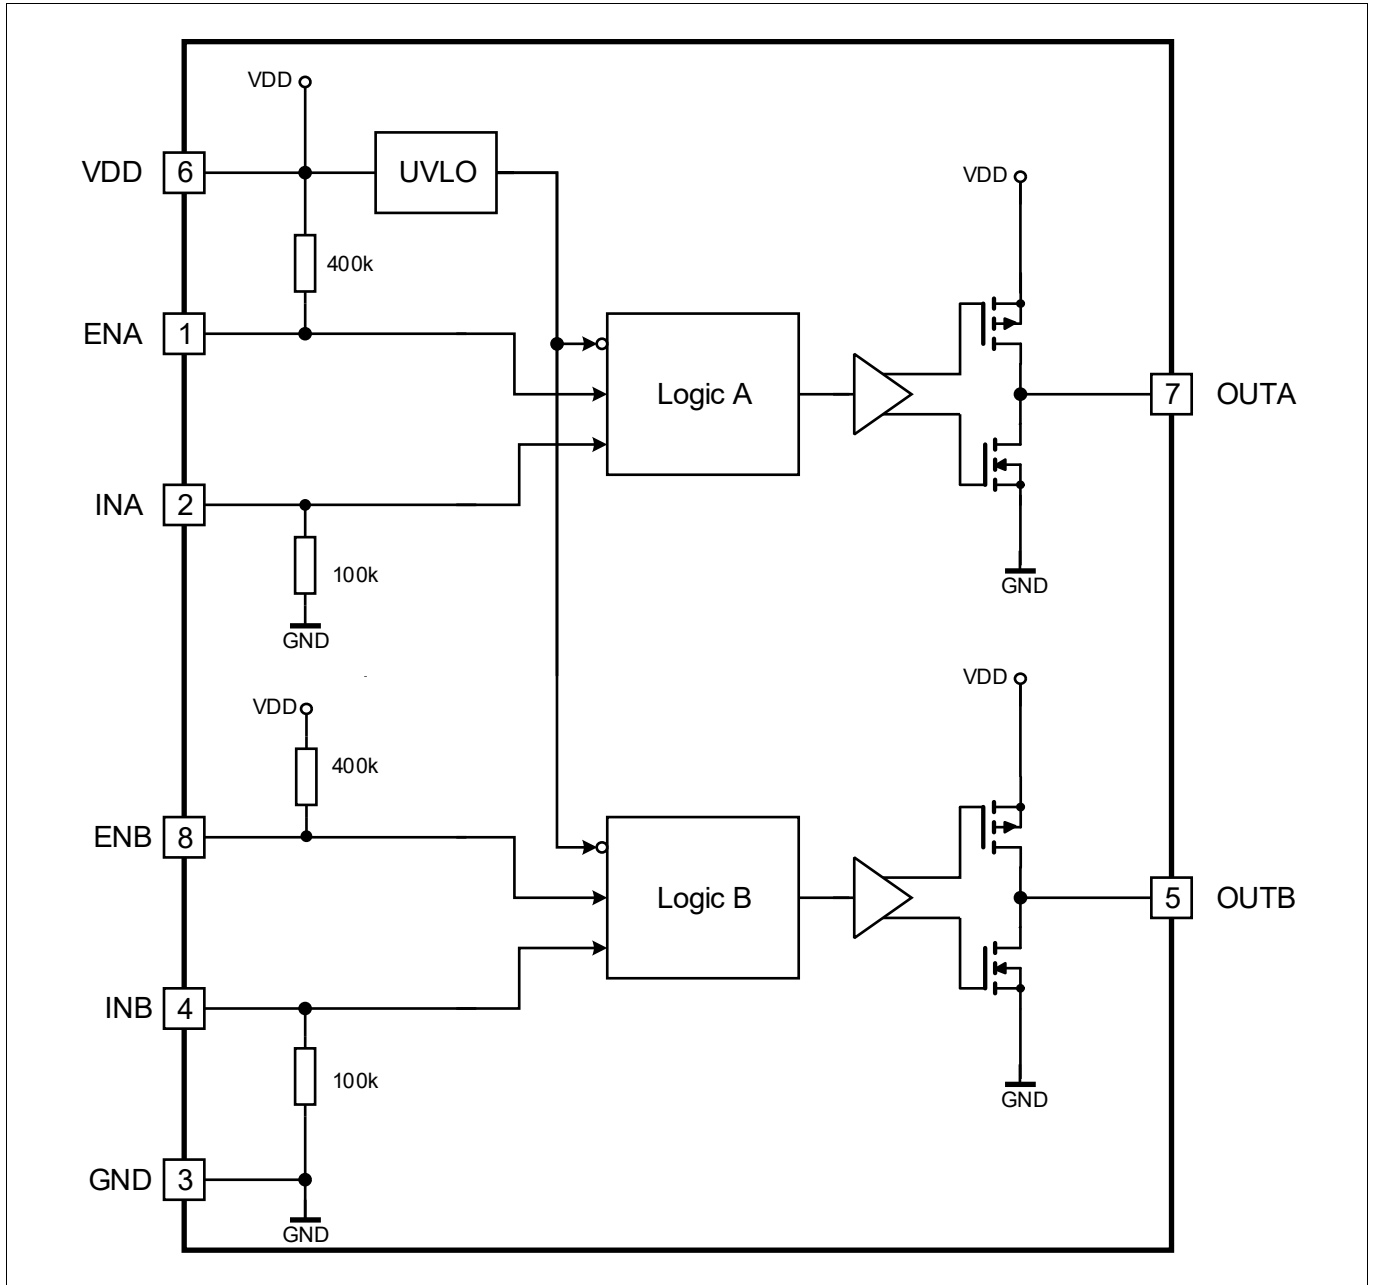 VDD
VDD 6 UVLO
VDD
400k
ENA 1
Logic A
7 OUTA
INA 2
100k
GND
GND
VDD
VDD
400k
ENB 8
Logic B
5 OUTB
INB 4
100k
GND
GND 3
GND